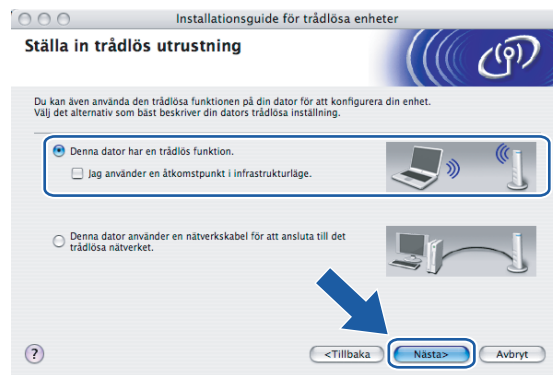 Installationsguide för trådlösa enheter
Ställa in trådlös utrustning
Du kan även använda den trådlösa funktionen på din dator för att konfigurera din enhet.
Välj det alternativ som bäst beskriver din dators trådlösa inställning.
Denna dator har en trådlös funktion.
Jag använder en åtkomstpunkt i infrastrukturläge.
Denna dator använder en nätverkskabel för att ansluta till det
trådlösa nätverket.
?
<Tillbaka
Nästa>
Avbryt